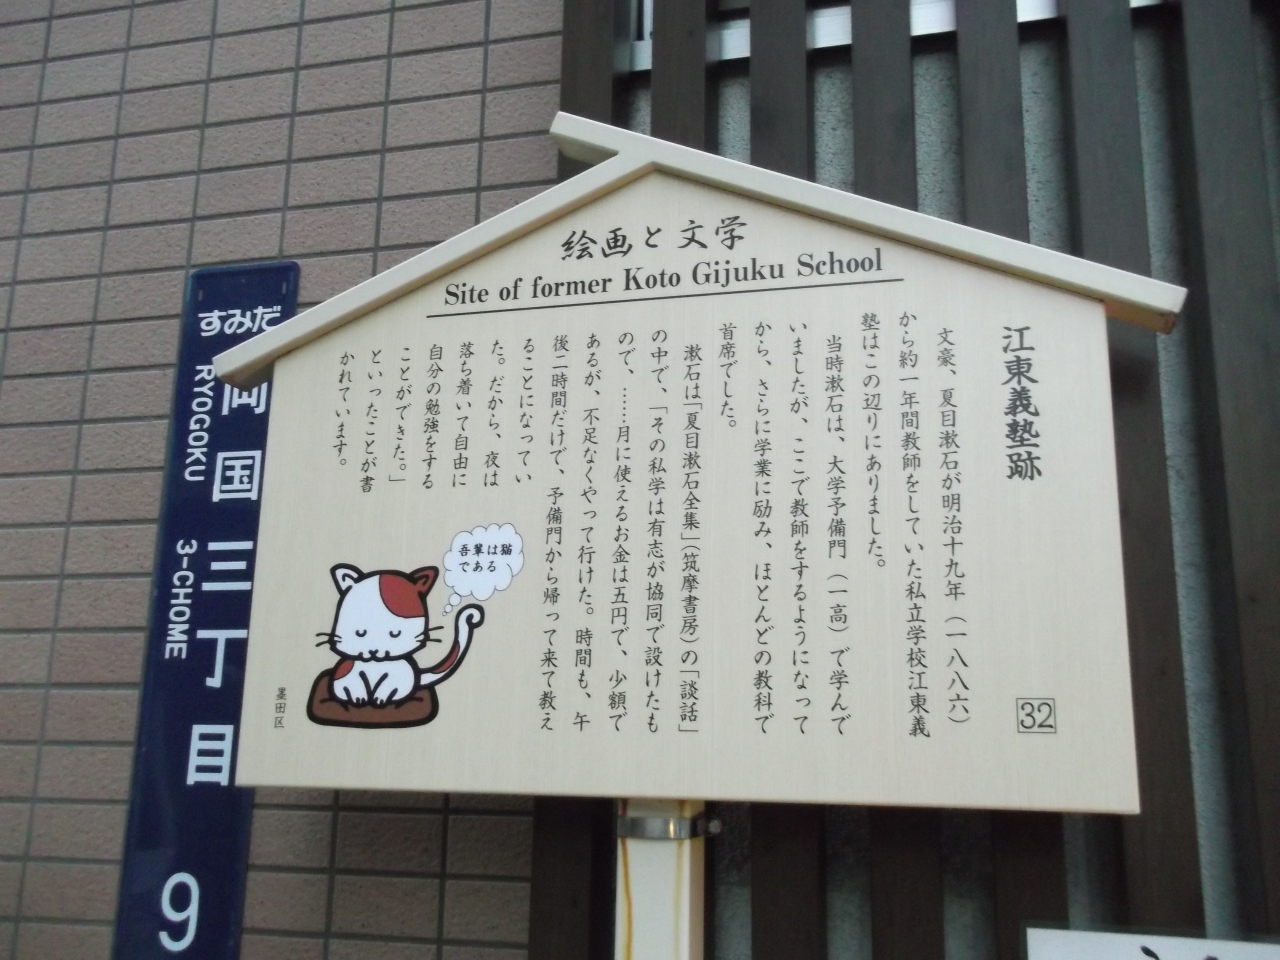 絵画と文学
Site of former Koto Gijuku School
江東義塾跡
32
文豪、夏目漱石が明治十九年(一八八六)
から約一年間教師をしていた私立学校江東義
塾はこの辺りにありました。
当時漱石は、大学予備門(一高)で学んで
いましたが、ここで教師をするようになって
から、さらに学業に励み、ほとんどの教科で
首席でした。
漱石は「夏目漱石全集」(筑摩書房)の「談話」
の中で、「その私学は有志が協同で設けたも
ので、……月に使えるお金は五円で、少額で
あるが、不足なくやって行けた。時間も、午
後二時間だけで、予備門から帰って来て教え
ることになってい
た。だから、夜は
落ち着いて自由に
自分の勉強をする
ことができた。」
といったことが書
かれています。
吾輩は猫
である
墨田区
すみだ
両国三丁目
RYOGOKU 3-CHOME
9